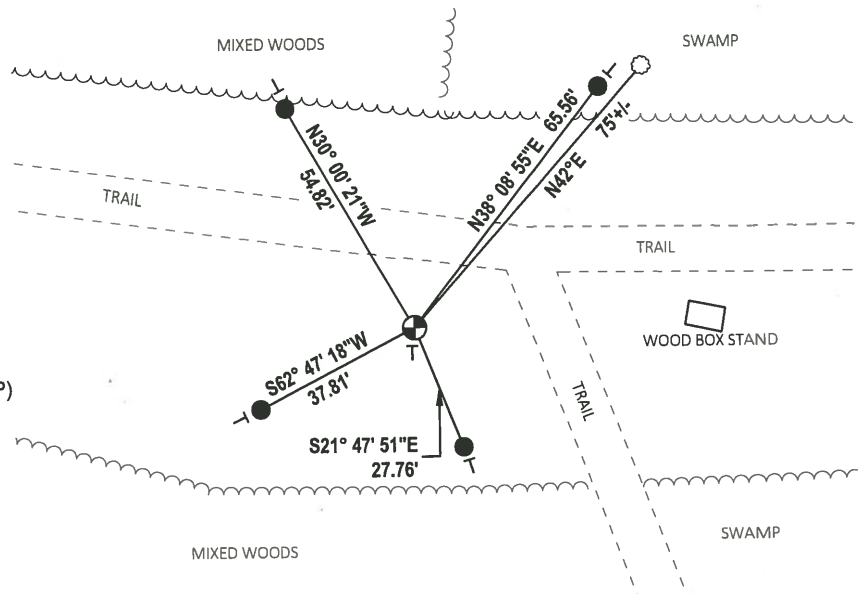 MIXED WOODS
SWAMP
N30° 00' 21"W
54.82'
N38° 08' 55"E 65.56'
N42°E 75'+/-
TRAIL
TRAIL
WOOD BOX STAND
S62° 47' 18"W
37.81'
TRAIL
S21° 47' 51"E
27.76'
SWAMP
MIXED WOODS